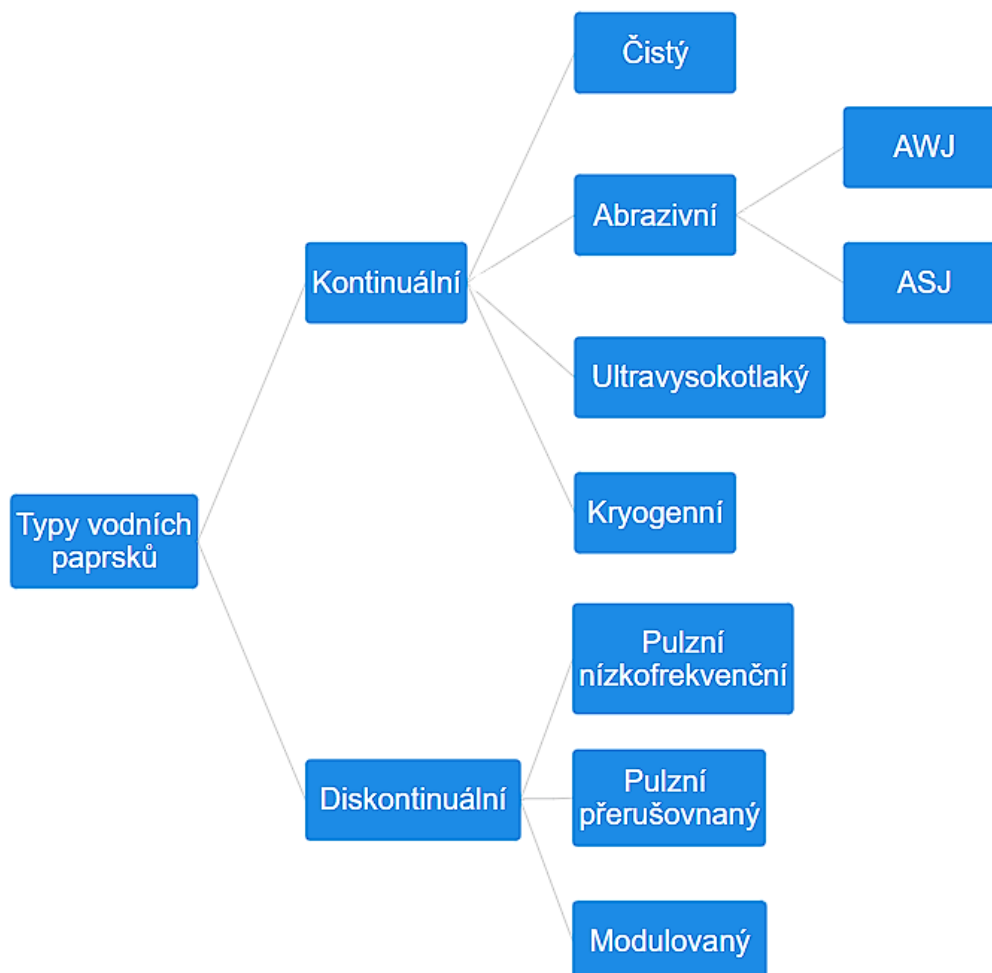 Čistý
AWJ
Abrazivní
Kontinuální
ASJ
Ultravysokotlaký
Kryogenní
Typy vodních
paprsků
Pulzní
nízkofrekvenční
Diskontinuální
Pulzní
přerušovnaný
Modulovaný